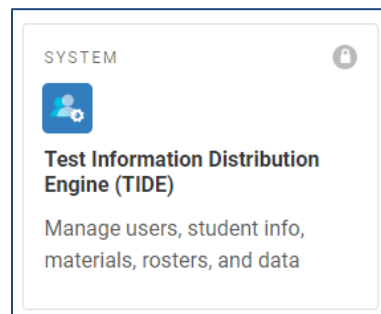 SYSTEM
Test Information Distribution
Engine (TIDE)
Manage users, student info,
materials, rosters, and data